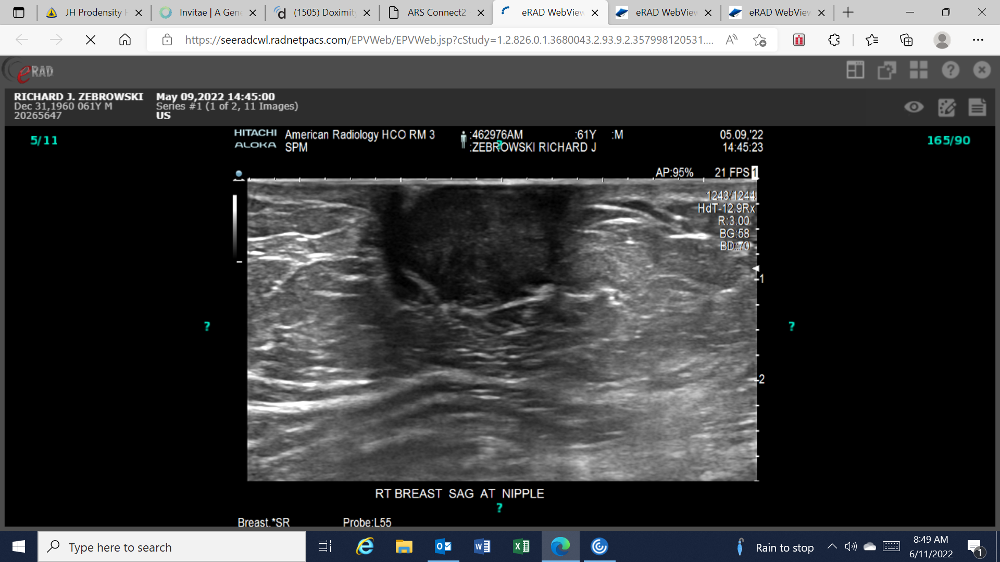 JH Prodensity H
Invitae | A Gene
(1505) Doximity
ARS Connect2 -
eRAD WebView
eRAD WebView
eRAD WebView
https://seeradcwl.radnetpacs.com/EPVWeb/EPVWeb.jsp?cStudy=1.2.826.0.1.3680043.2.93.9.2.357998120531....
eRAD
RICHARD J. ZEBROWSKI May 09,2022 14:45:00
Dec 31,1960 061Y M Series #1 (1 of 2, 11 Images)
20265647 US
5/11
165/90
HITACHI American Radiology HCO RM 3 :462976AM :61Y :M 05.09,'22
ALOKA SPM :ZEBROWSKI RICHARD J 14:45:23
?
AP:95% 21 FPS 1
1243/1244
HdT-12.9Rx
R:3.00
BG:58
BD:70
1
? ?
2
RT BREAST SAG AT NIPPLE
?
Breast.*SR Probe:L55
Type here to search
Rain to stop
8:49 AM
6/11/2022
1